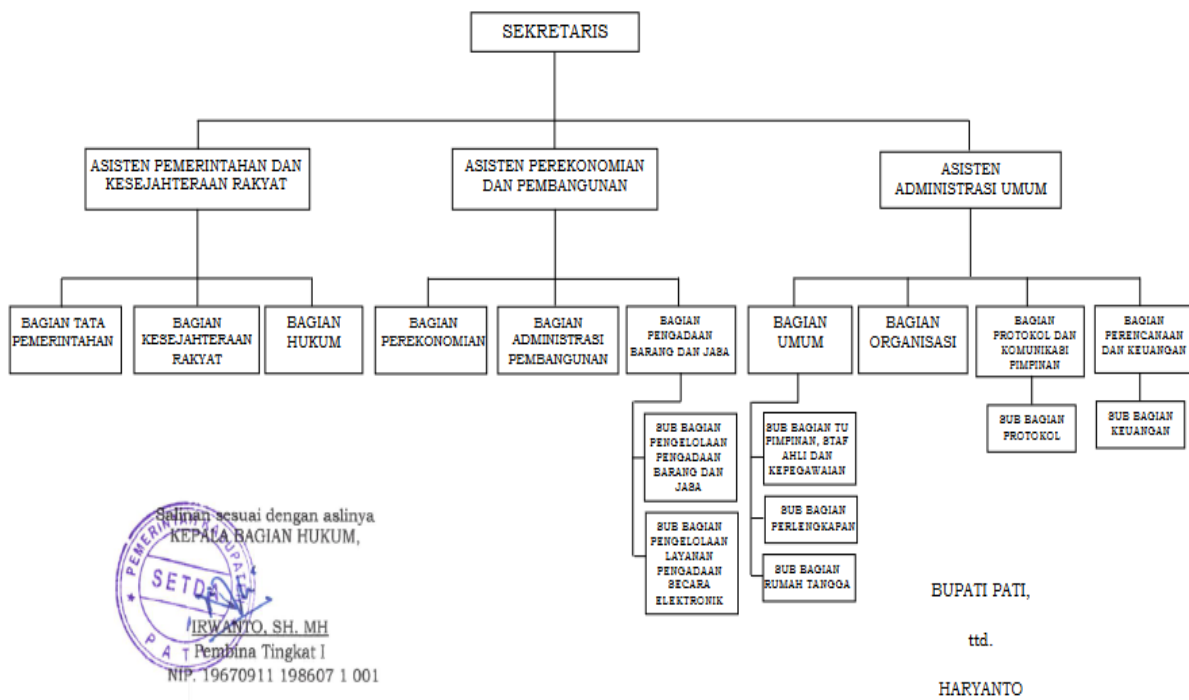 SEKRETARIS
ASISTEN PEMERINTAHAN DAN
KESEJAHTERAAN RAKYAT
ASISTEN PEREKONOMIAN
DAN PEMBANGUNAN
ASISTEN
ADMINISTRASI UMUM
BAGIAN TATA
PEMERINTAHAN
BAGIAN
KESEJAHTERAAN
RAKYAT
BAGIAN
HUKUM
BAGIAN
PEREKONOMIAN
BAGIAN
ADMINISTRASI
PEMBANGUNAN
BAGIAN
PENGADAAN
BARANG DAN JASA
BAGIAN
UMUM
BAGIAN
ORGANISASI
BAGIAN
PROTOKOL DAN
KOMUNIKASI
PIMPINAN
BAGIAN
PERENCANAAN
DAN KEUANGAN
SUB BAGIAN
PENGELOLAAN
PENGADAAN
BARANG DAN
JASA
SUB BAGIAN
PENGELOLAAN
LAYANAN
PENGADAAN
SECARA
ELEKTRONIK
SUB BAGIAN TU
PIMPINAN, STAF
AHLI DAN
KEPEGAWAIAN
SUB BAGIAN
PERLENGKAPAN
SUB BAGIAN
RUMAH TANGGA
SUB BAGIAN
PROTOKOL
SUB BAGIAN
KEUANGAN
Salinan sesuai dengan aslinya
KEPALA BAGIAN HUKUM,
PEMERINTAH KABUPATEN
SETDA
PATI
IRWANTO, SH. MH
Pembina Tingkat I
NIP. 19670911 198607 1 001
BUPATI PATI,
ttd.
HARYANTO